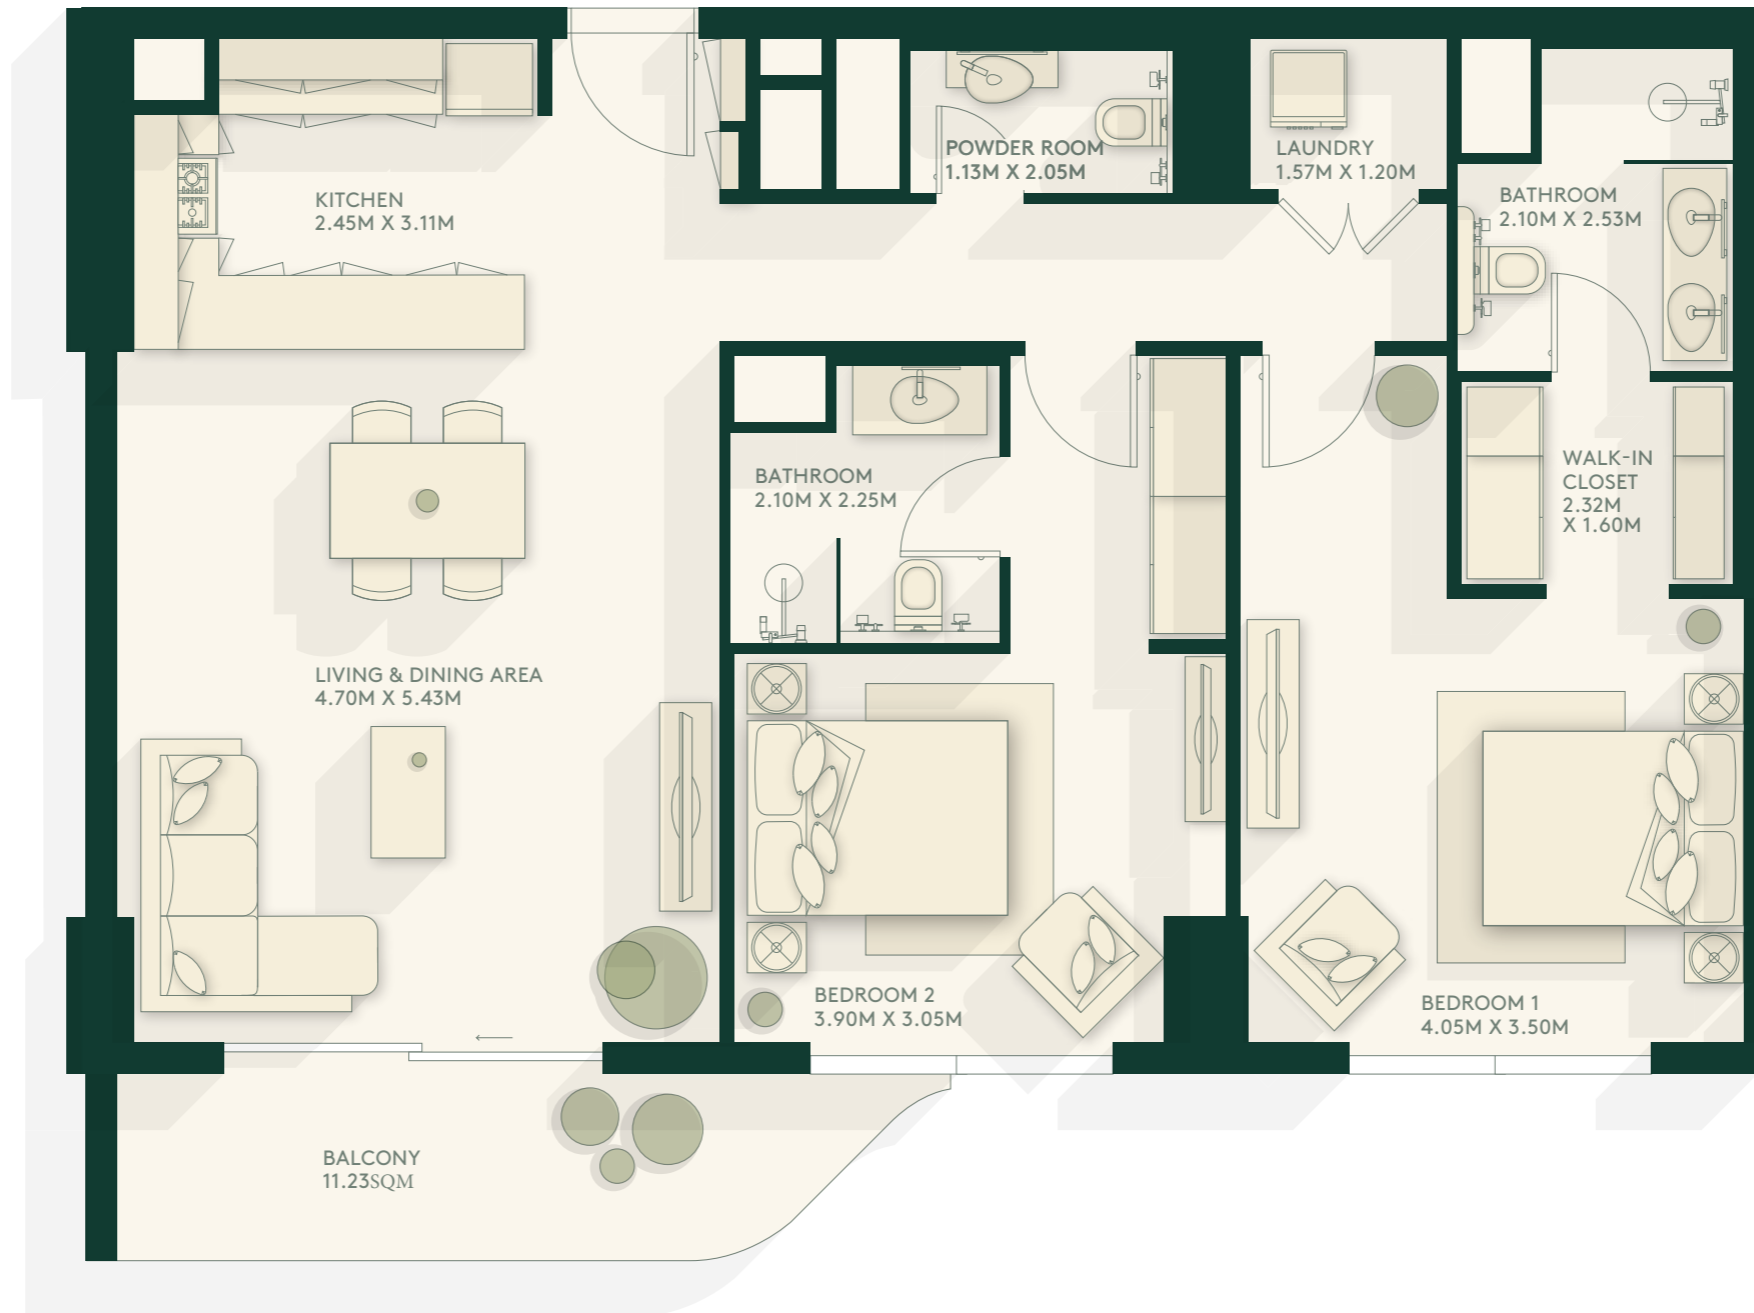 POWDER ROOM
1.13M X 2.05M
LAUNDRY
1.57M X 1.20M
KITCHEN
2.45M X 3.11M
BATHROOM
2.10M X 2.53M
BATHROOM
2.10M X 2.25M
WALK-IN
CLOSET
2.32M
X 1.60M
LIVING & DINING AREA
4.70M X 5.43M
BEDROOM 2
3.90M X 3.05M
BEDROOM 1
4.05M X 3.50M
BALCONY
11.23SQM